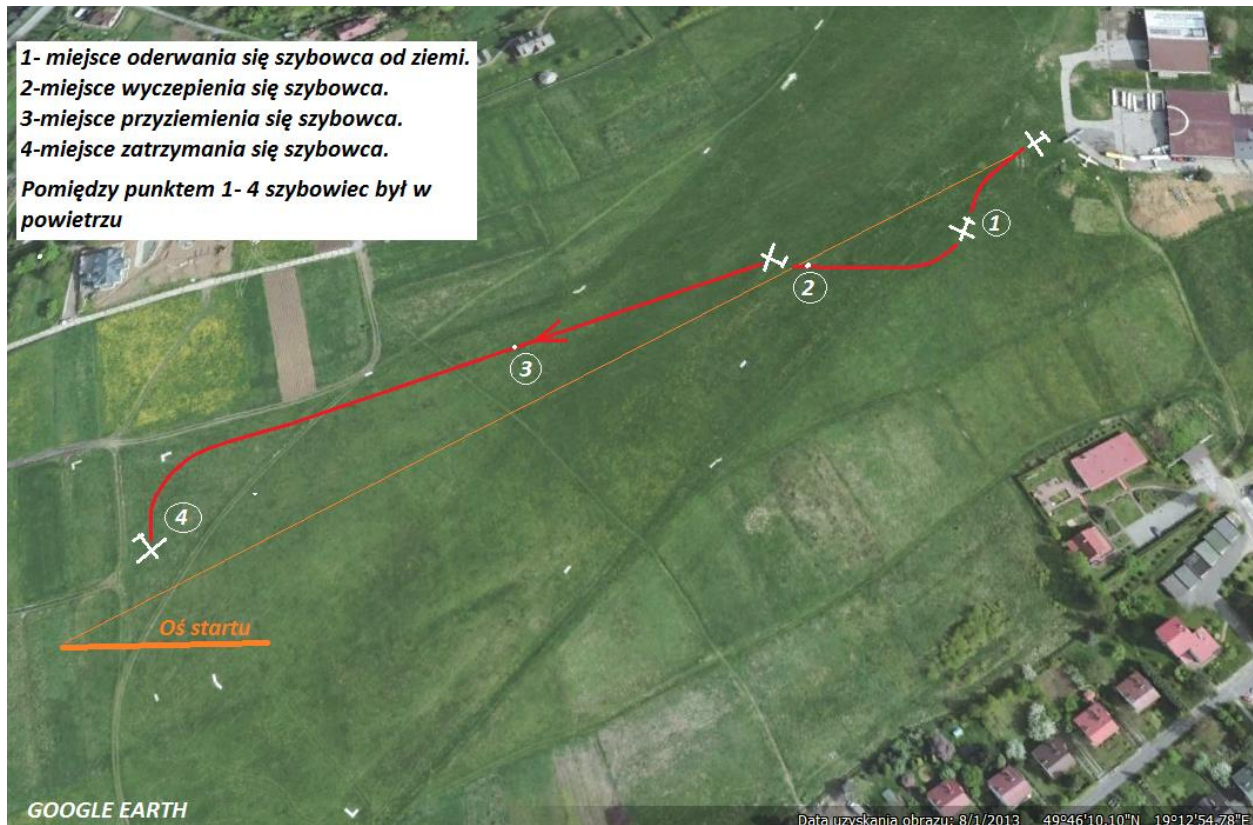 1- miejsce oderwania się szybowca od ziemi.
2-miejsce wyczepienia się szybowca.
3-miejsce przyziemienia się szybowca.
4-miejsce zatrzymania się szybowca.
Pomiędzy punktem 1- 4 szybowiec był w
powietrzu
1
2
3
4
Oś startu
GOOGLE EARTH
Data uzyskania obrazu: 8/1/2013 49°46'10.10"N 19°12'54.78"E